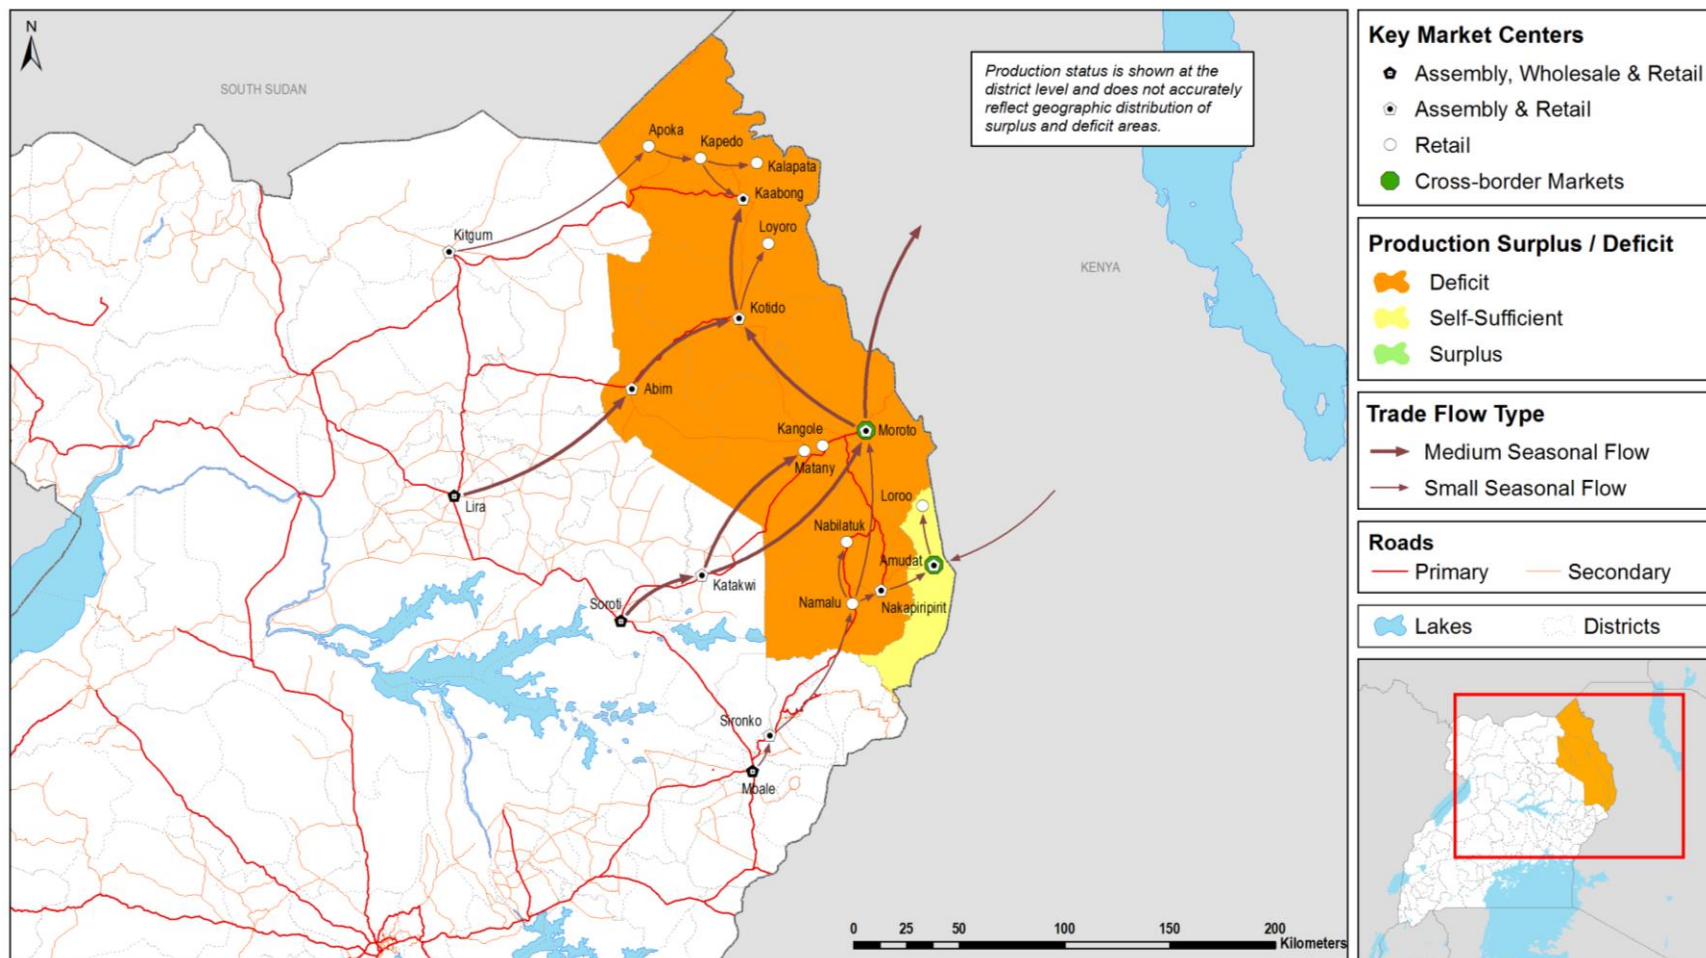 N
SOUTH SUDAN
Production status is shown at the
district level and does not accurately
reflect geographic distribution of
surplus and deficit areas.
Apoka
Kapedo
Kalapata
Kaabong
Kitgum
Loyoro
KENYA
Kotido
Abim
Kangole
Moroto
Matany
Lira
Loroo
Nabilatuk
Amudat
Katakwi
Soroti
Namalu
Nakapiripirit
Sironko
Mbale
0 25 50 100 150 200
Kilometers
Key Market Centers
Assembly, Wholesale & Retail
Assembly & Retail
Retail
Cross-border Markets
Production Surplus / Deficit
Deficit
Self-Sufficient
Surplus
Trade Flow Type
Medium Seasonal Flow
Small Seasonal Flow
Roads
Primary Secondary
Lakes Districts